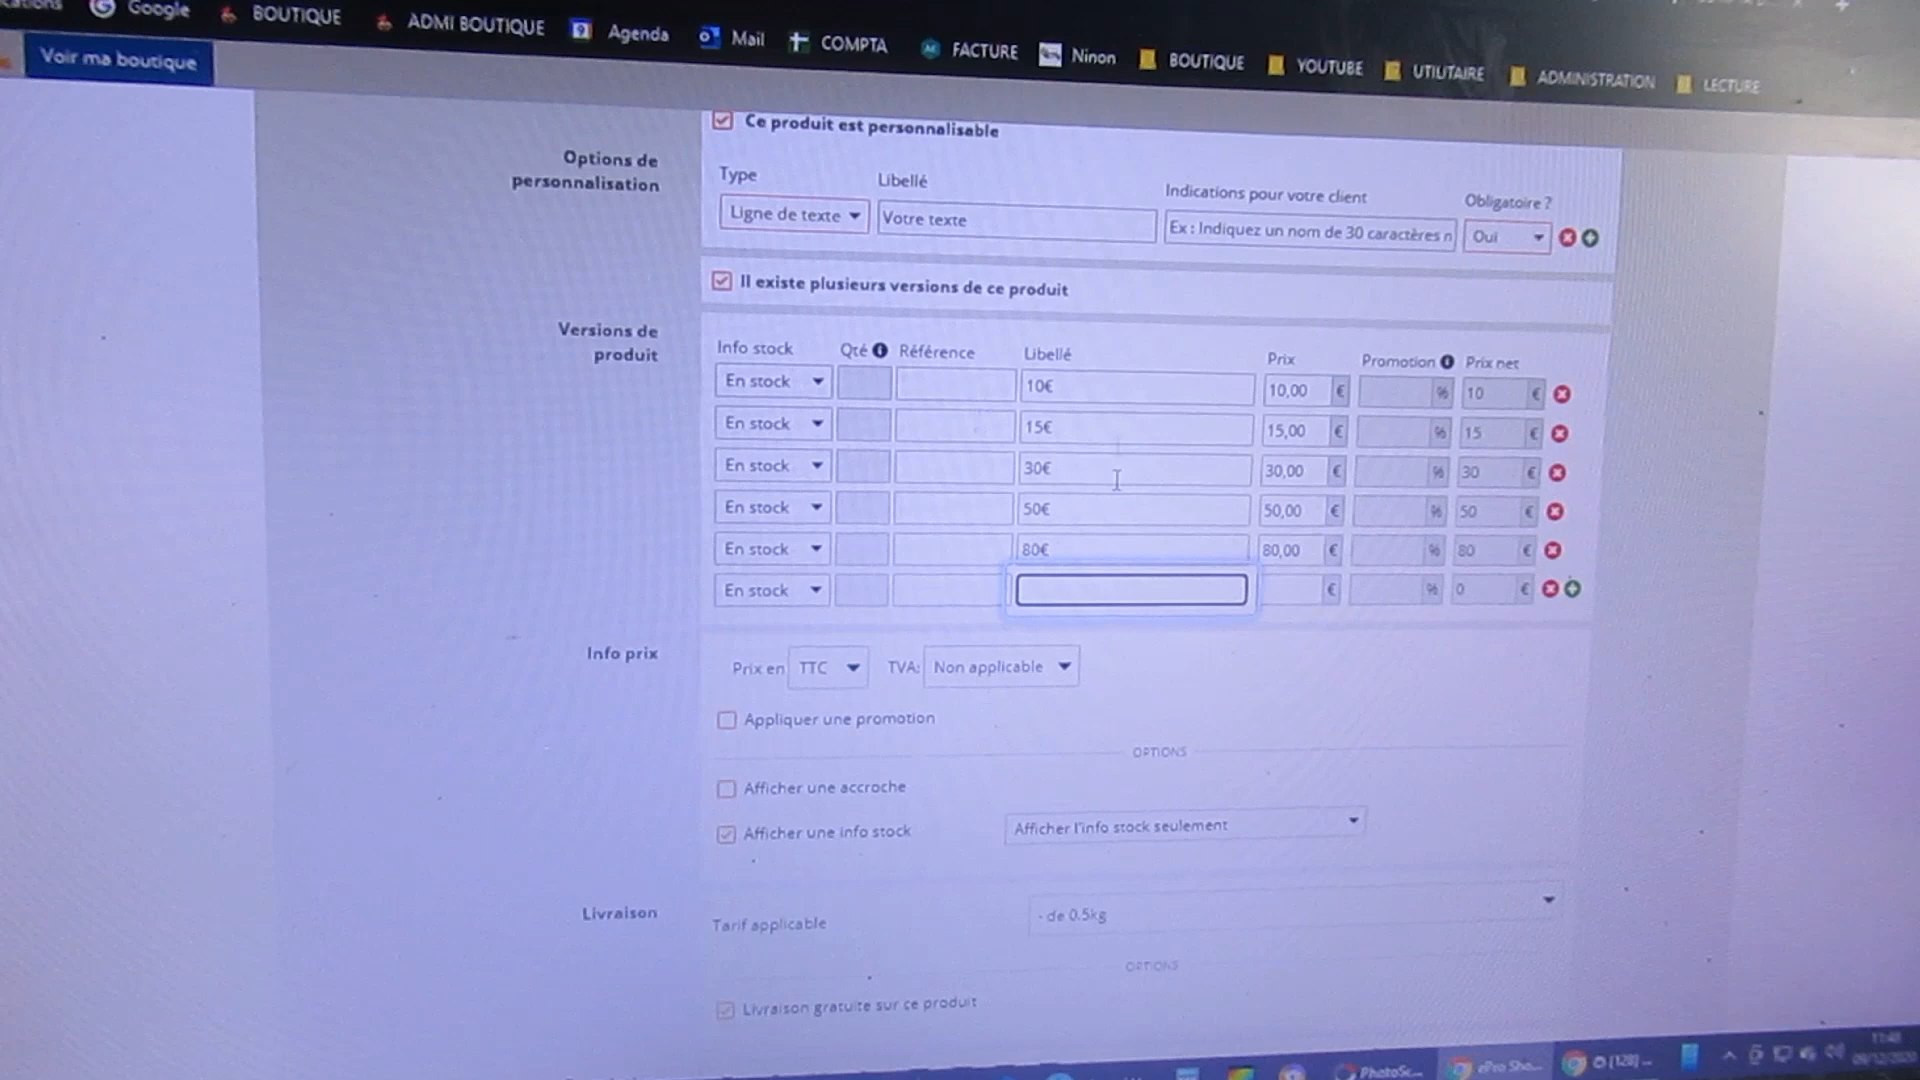 Google BOUTIQUE ADMI BOUTIQUE Agenda Mail COMPTA FACTURE Ninon BOUTIQUE YOUTUBE UTILITAIRE ADMINISTRATION LECTURE
Voir ma boutique
Ce produit est personnalisable
Options de
personnalisation
Type Libellé Indications pour votre client Obligatoire ?
Ligne de texte Votre texte Ex : Indiquez un nom de 30 caractères n Oui
Il existe plusieurs versions de ce produit
Versions de
produit
Info stock Qté Référence Libellé Prix Promotion Prix net
En stock 10€ 10,00 € % 10 €
En stock 15€ 15,00 € % 15 €
En stock 30€ 30,00 € % 30 €
En stock 50€ 50,00 € % 50 €
En stock 80€ 80,00 € % 80 €
En stock € % 0 €
Info prix
Prix en TTC TVA: Non applicable
Appliquer une promotion
OPTIONS
Afficher une accroche
Afficher une info stock Afficher l'info stock seulement
Livraison
Tarif applicable - de 0.5kg
OPTIONS
Livraison gratuite sur ce produit
PhotoSc... ePro Sho... (128) ...